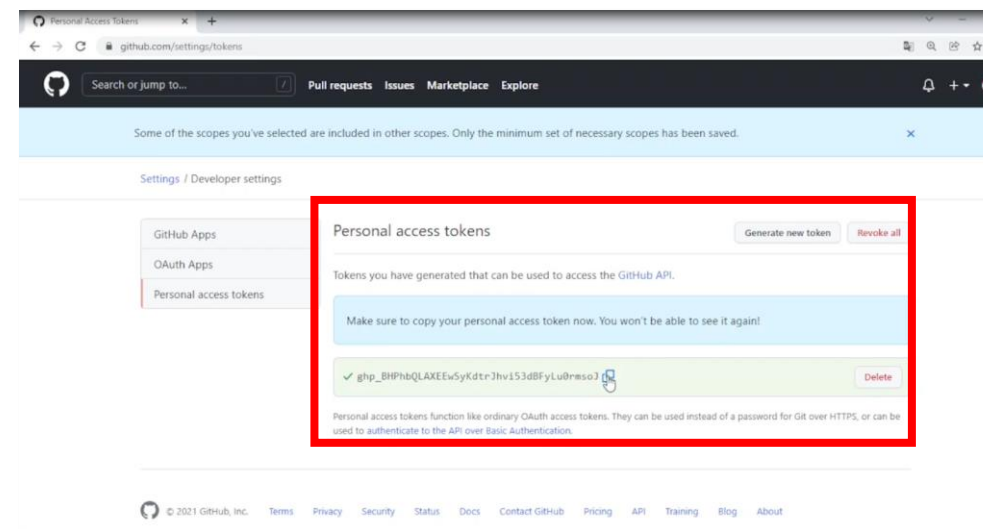 Personal Access Tokens
github.com/settings/tokens
Search or jump to... / Pull requests Issues Marketplace Explore
Some of the scopes you've selected are included in other scopes. Only the minimum set of necessary scopes has been saved.
Settings / Developer settings
GitHub Apps
OAuth Apps
Personal access tokens
Personal access tokens
Generate new token
Revoke all
Tokens you have generated that can be used to access the GitHub API.
Make sure to copy your personal access token now. You won't be able to see it again!
Delete
Personal access tokens function like ordinary OAuth access tokens. They can be used instead of a password for Git over HTTPS, or can be
used to authenticate to the API over Basic Authentication.
© 2021 GitHub, Inc. Terms Privacy Security Status Docs Contact GitHub Pricing API Training Blog About